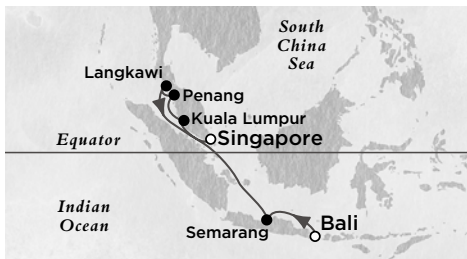 South
China
Sea
Langkawi
Penang
Kuala Lumpur
Equator
Singapore
Indian
Ocean
Semarang
Bali